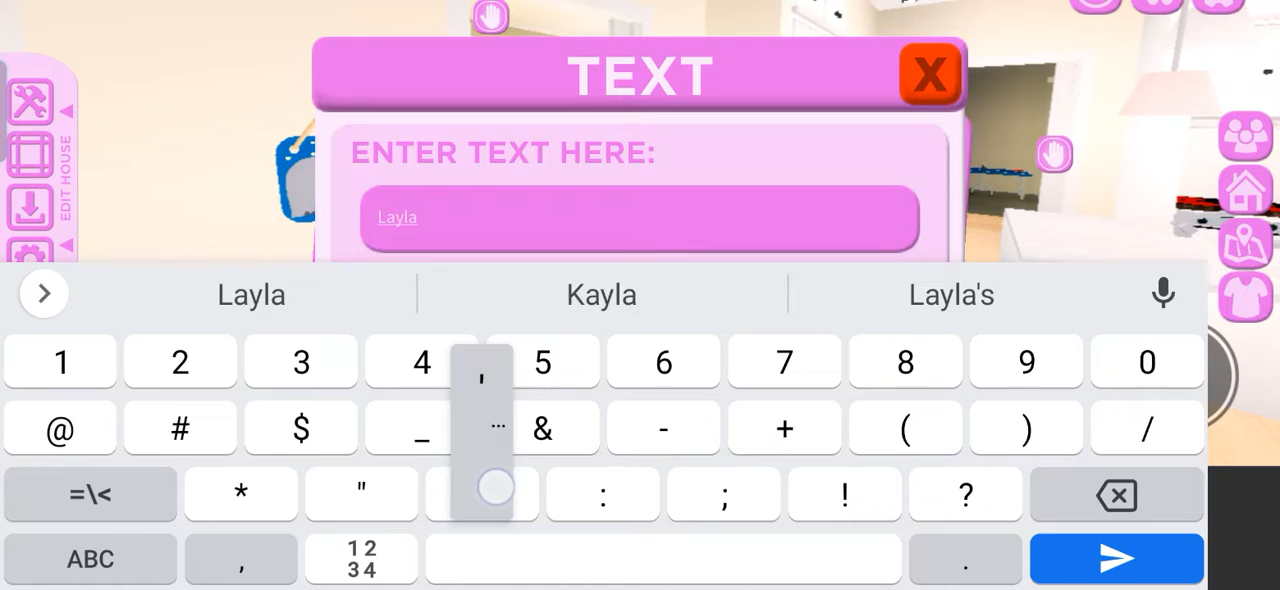 TEXT
X
ENTER TEXT HERE:
EDIT HOUSE
Layla
Layla Kayla Layla's
1 2 3 4 5 6 7 8 9 0
@ # $ _ & - + ( ) /
'
...
=\< * " : ; ! ?
ABC , 12 .
34